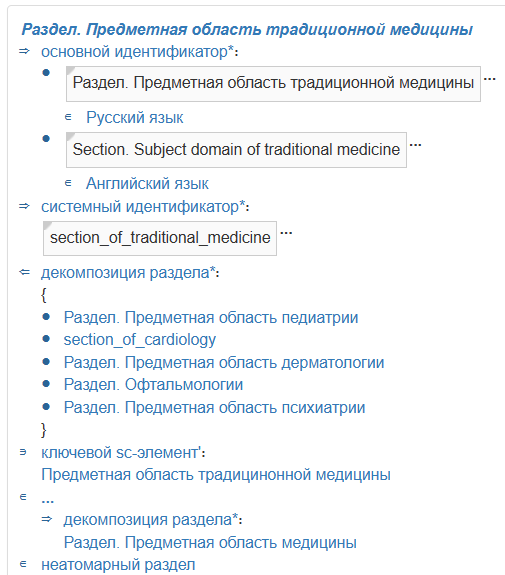 Раздел. Предметная область традиционной медицины
⇒ основной идентификатор*:
● Раздел. Предметная область традиционной медицины ...
∈ Русский язык
● Section. Subject domain of traditional medicine ...
∈ Английский язык
⇒ системный идентификатор*:
section_of_traditional_medicine ...
⇐ декомпозиция раздела*:
{
● Раздел. Предметная область педиатрии
● section_of_cardiology
● Раздел. Предметная область дерматологии
● Раздел. Офтальмологии
● Раздел. Предметная область психиатрии
}
∋ ключевой sc-элемент':
Предметная область традицинонной медицины
∈ ...
⇒ декомпозиция раздела*:
Раздел. Предметная область медицины
∈ неатомарный раздел